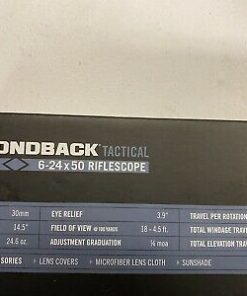 ONDBACK TACTICAL
6-24x50 RIFLESCOPE
30mm EYE RELIEF 3.9" TRAVEL PER ROTATION
14.5" FIELD OF VIEW @ 100 YARDS 18 - 4.5 ft. TOTAL WINDAGE TRAV
24.6 oz. ADJUSTMENT GRADUATION ¼ moa TOTAL ELEVATION TRAV
SORIES • LENS COVERS • MICROFIBER LENS CLOTH • SUNSHADE